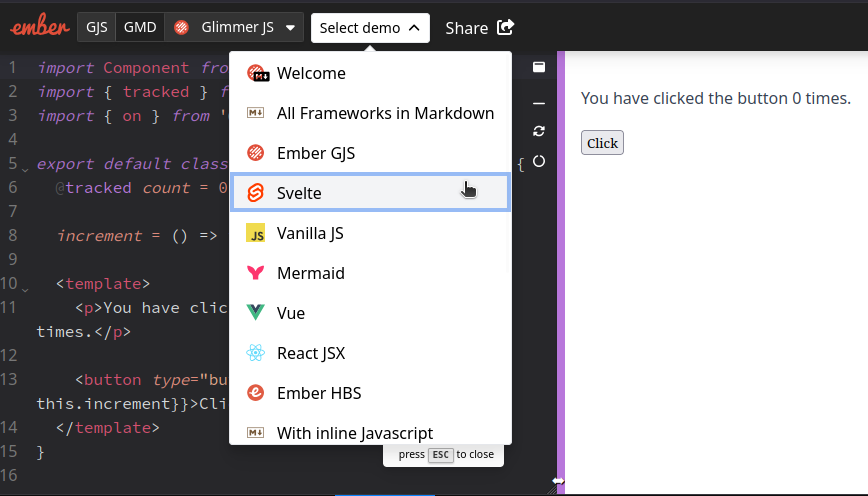 ember GJS GMD Glimmer JS Select demo Share
Welcome
All Frameworks in Markdown
Ember GJS
Svelte
JS Vanilla JS
Mermaid
Vue
React JSX
Ember HBS
With inline Javascript
press ESC to close
1 import Component fro
2 import { tracked } f
3 import { on } from '
4
5 export default class {
6 @tracked count = 0
7
8 increment = () =>
9
10 <template>
11 <p>You have clic
times.</p>
12
13 <button type="bu
this.increment}}>Cli
14 </template>
15 }
16
You have clicked the button 0 times.
Click